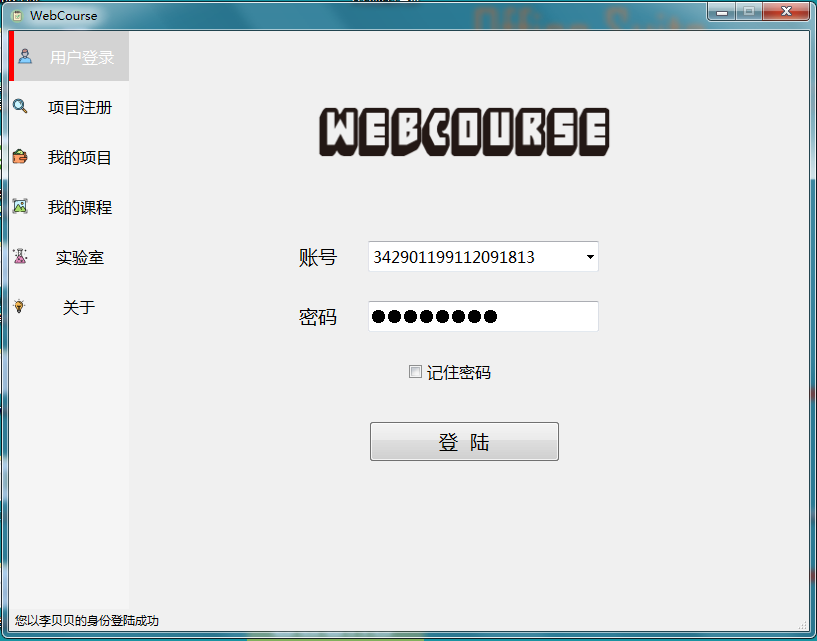 WebCourse
用户登录
项目注册
我的项目
我的课程
实验室
关于
WEBCOURSE
账号 342901199112091813
密码 ●●●●●●●●
记住密码
登 陆
您以李贝贝的身份登陆成功